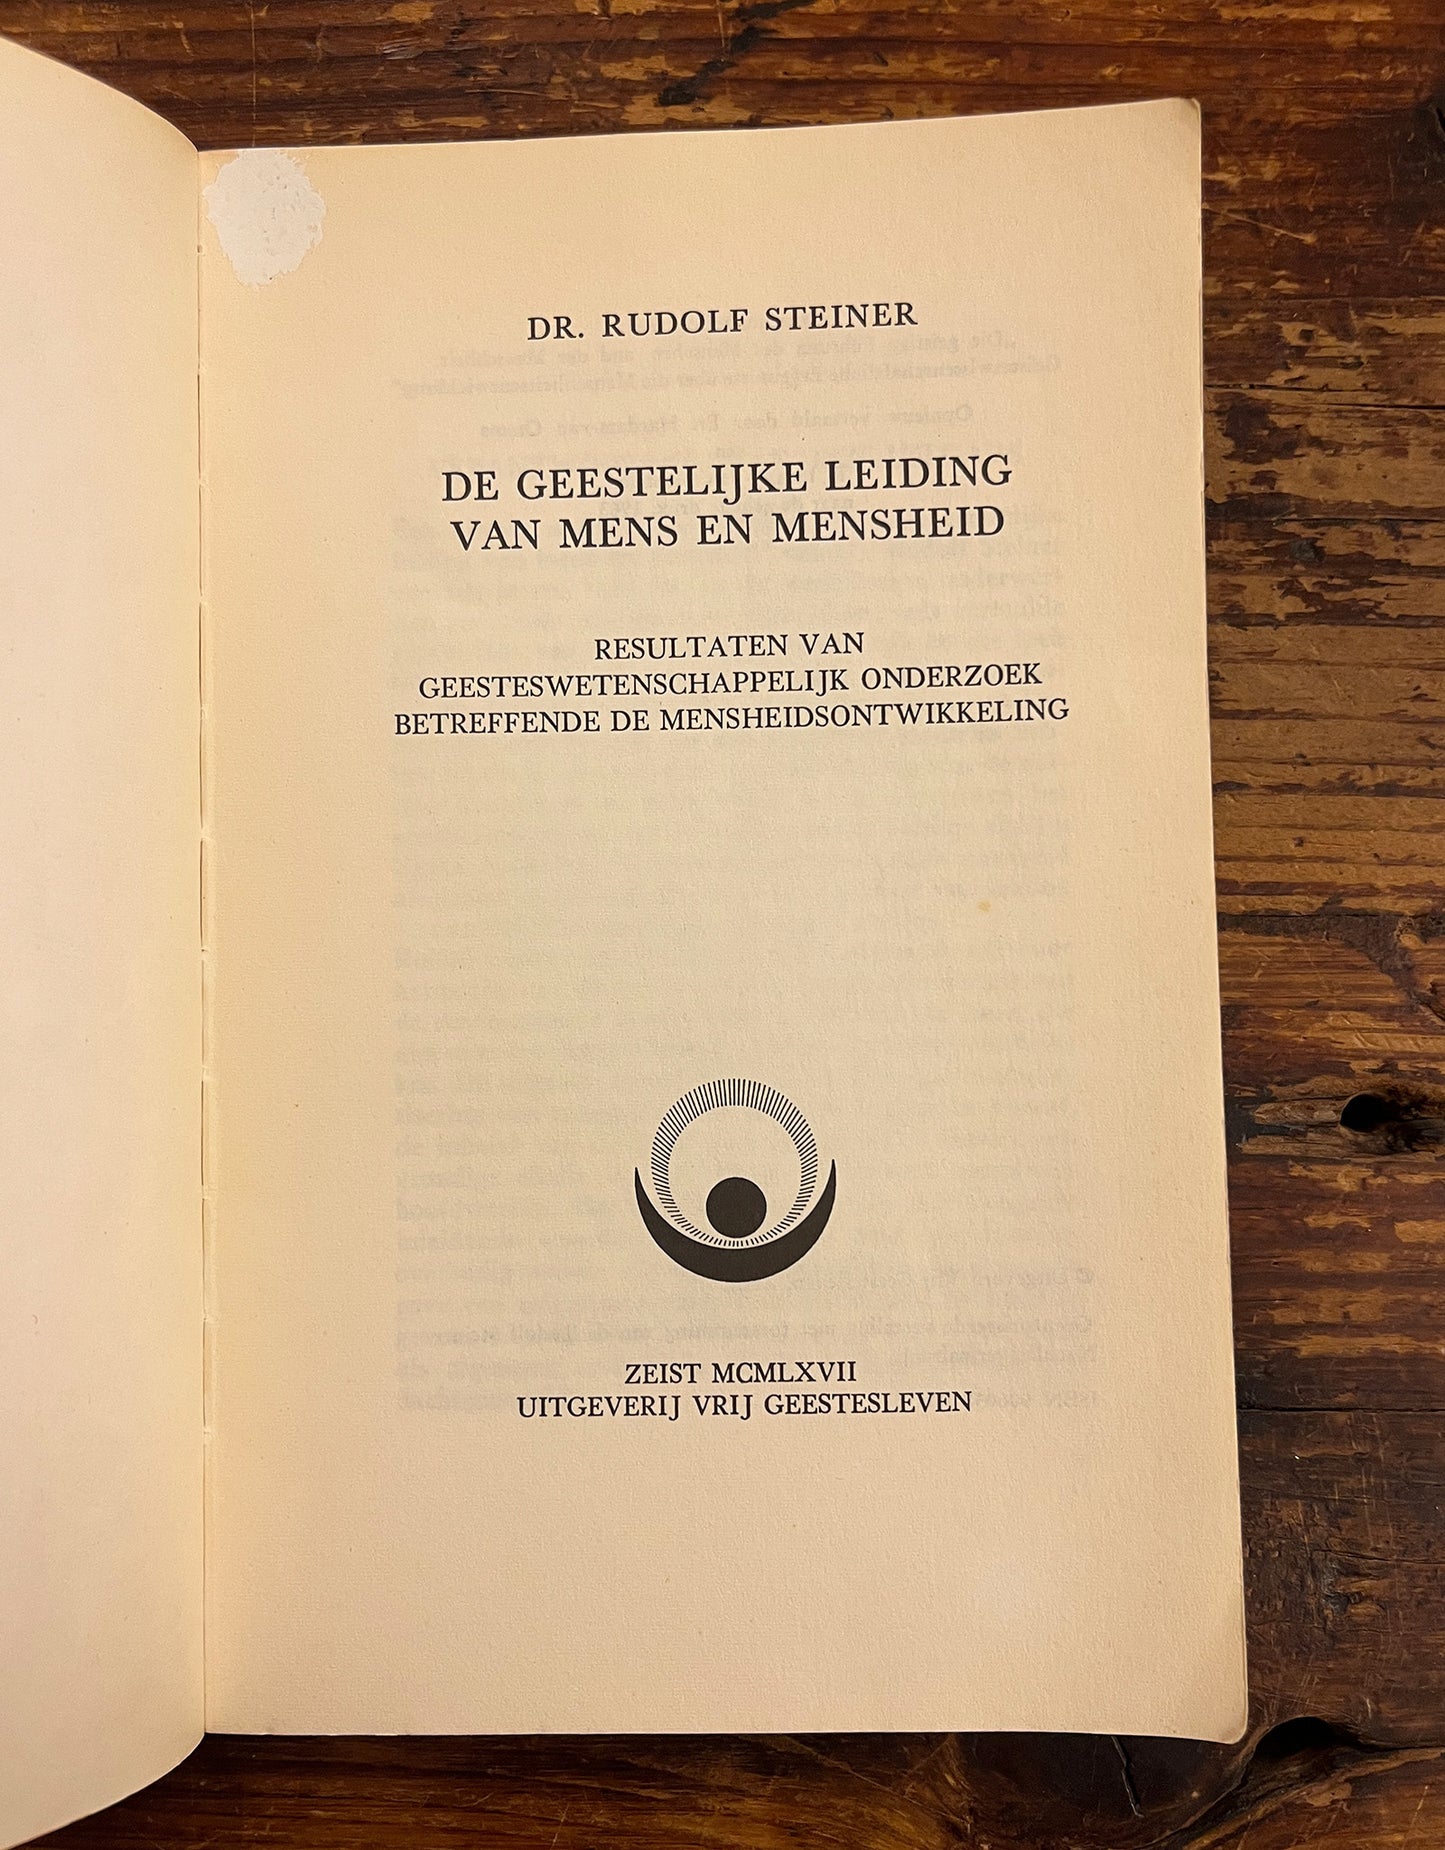 DR. RUDOLF STEINER
DE GEESTELIJKE LEIDING
VAN MENS EN MENSHEID
RESULTATEN VAN
GEESTESWETENSCHAPPELIJK ONDERZOEK
BETREFFENDE DE MENSHEIDSONTWIKKELING
ZEIST MCMLXVII
UITGEVERIJ VRIJ GEESTESLEVEN